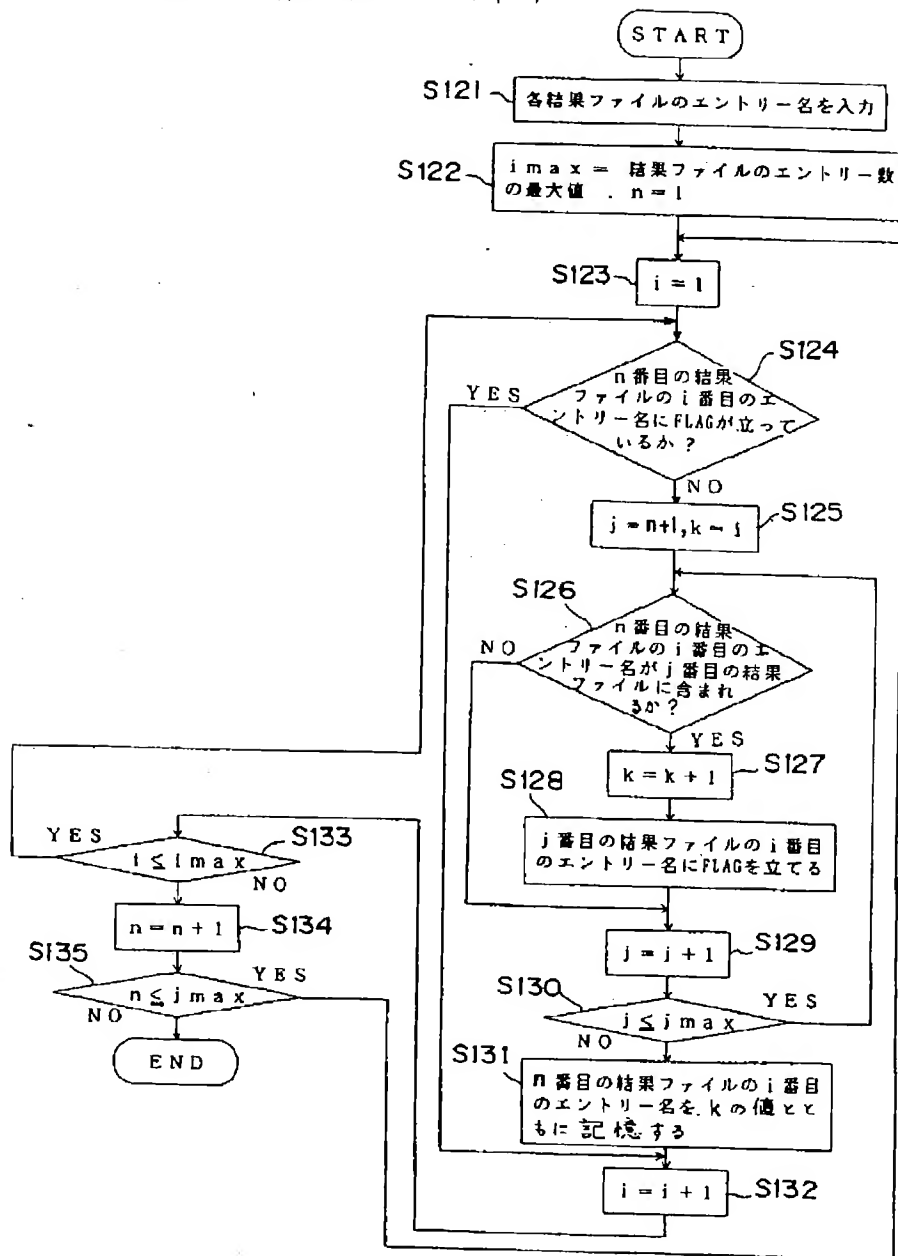 START
S121
各結果ファイルのエントリー名を入力
S122
imax = 結果ファイルのエントリー数
の最大値 . n=1
S123
i = 1
S124
n番目の結果
ファイルのi番目のエ
ントリー名にFLAGが立って
いるか?
YES
NO
S125
j=n+1,k=1
S126
n番目の結果
ファイルのi番目のエ
ントリー名がj番目の結果
ファイルに含まれ
るか?
NO
YES
S127
k=k+1
S128
j番目の結果ファイルのi番目
のエントリー名にFLAGを立てる
S129
j=j+1
S130
j≦jmax
YES
NO
S131
n番目の結果ファイルのi番目
のエントリー名を、kの値とと
もに記憶する
S132
i=i+1
S133
YES
i≦imax
NO
S134
n=n+1
S135
YES
n≦jmax
NO
END